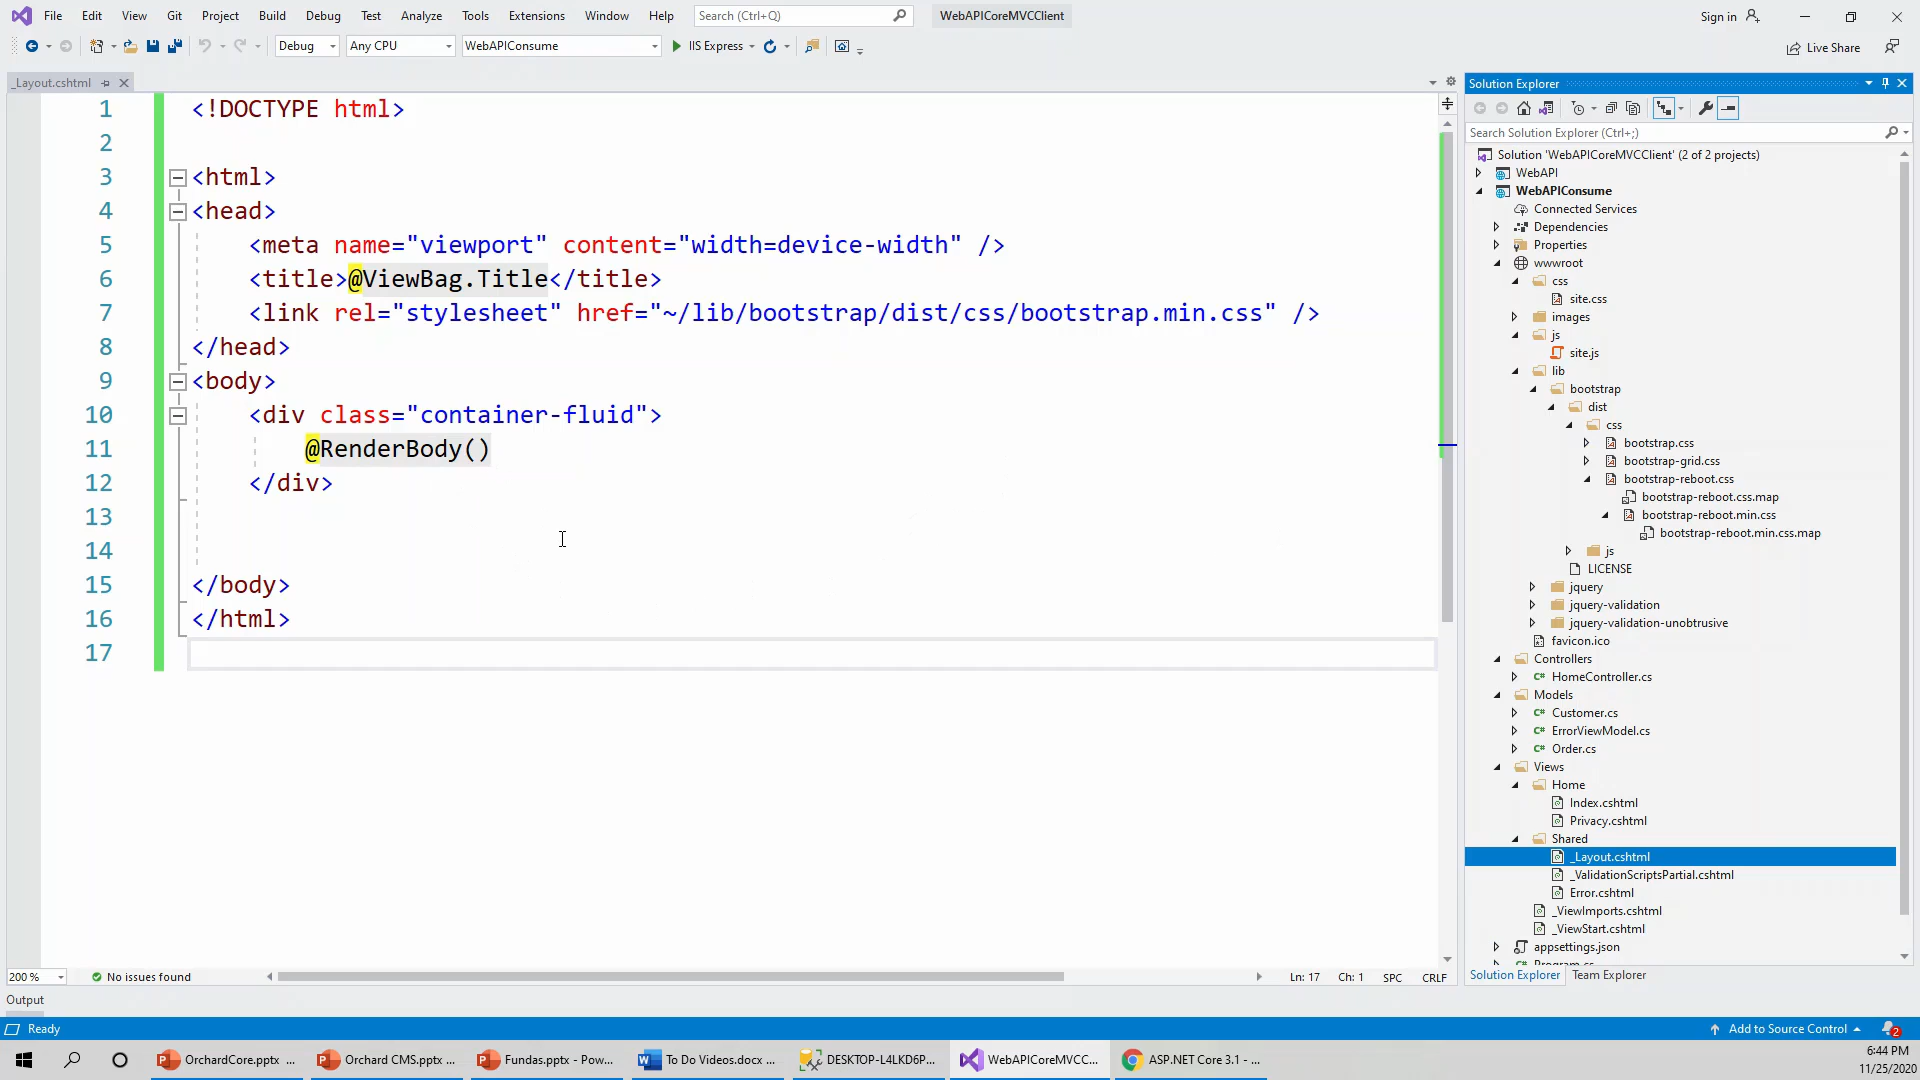 File Edit View Git Project Build Debug Test Analyze Tools Extensions Window Help Search (Ctrl+Q) WebAPICoreMVCClient Sign in
Debug Any CPU WebAPIConsume IIS Express Live Share
_Layout.cshtml
1 <!DOCTYPE html>
2
3 <html>
4 <head>
5 <meta name="viewport" content="width=device-width" />
6 <title>@ViewBag.Title</title>
7 <link rel="stylesheet" href="~/lib/bootstrap/dist/css/bootstrap.min.css" />
8 </head>
9 <body>
10 <div class="container-fluid">
11 @RenderBody()
12 </div>
13
14
15 </body>
16 </html>
17
200 % No issues found Ln: 17 Ch: 1 SPC CRLF
Solution Explorer
Search Solution Explorer (Ctrl+;)
Solution 'WebAPICoreMVCClient' (2 of 2 projects)
WebAPI
WebAPIConsume
Connected Services
Dependencies
Properties
wwwroot
css
site.css
images
js
site.js
lib
bootstrap
dist
css
bootstrap.css
bootstrap-grid.css
bootstrap-reboot.css
bootstrap-reboot.css.map
bootstrap-reboot.min.css
bootstrap-reboot.min.css.map
js
LICENSE
jquery
jquery-validation
jquery-validation-unobtrusive
favicon.ico
Controllers
C# HomeController.cs
Models
C# Customer.cs
C# ErrorViewModel.cs
C# Order.cs
Views
Home
Index.cshtml
Privacy.cshtml
Shared
_Layout.cshtml
_ValidationScriptsPartial.cshtml
Error.cshtml
_ViewImports.cshtml
_ViewStart.cshtml
appsettings.json
C# Program.cs
Solution Explorer Team Explorer
Output
Ready Add to Source Control 2
OrchardCore.pptx ... Orchard CMS.pptx ... Fundas.pptx - Pow... To Do Videos.docx ... DESKTOP-L4LKD6P... WebAPICoreMVCC... ASP.NET Core 3.1 - ...
6:44 PM
11/25/2020